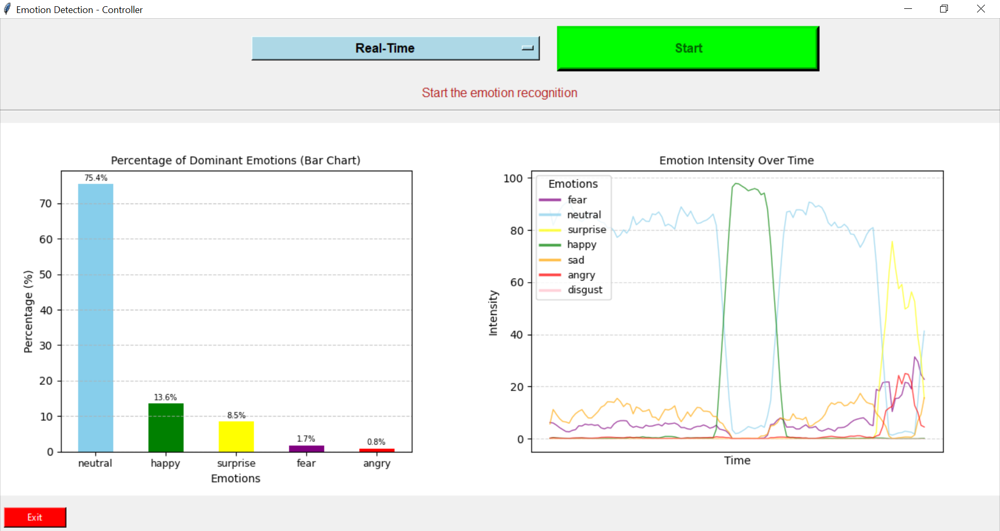 Emotion Detection - Controller
Real-Time
Start
Start the emotion recognition
Percentage of Dominant Emotions (Bar Chart)
75.4%
13.6%
8.5%
1.7%
0.8%
70
60
50
40
30
20
10
0
Percentage (%)
neutral happy surprise fear angry
Emotions
Emotion Intensity Over Time
Emotions
fear
neutral
surprise
happy
sad
angry
disgust
100
80
60
40
20
0
Intensity
Time
Exit